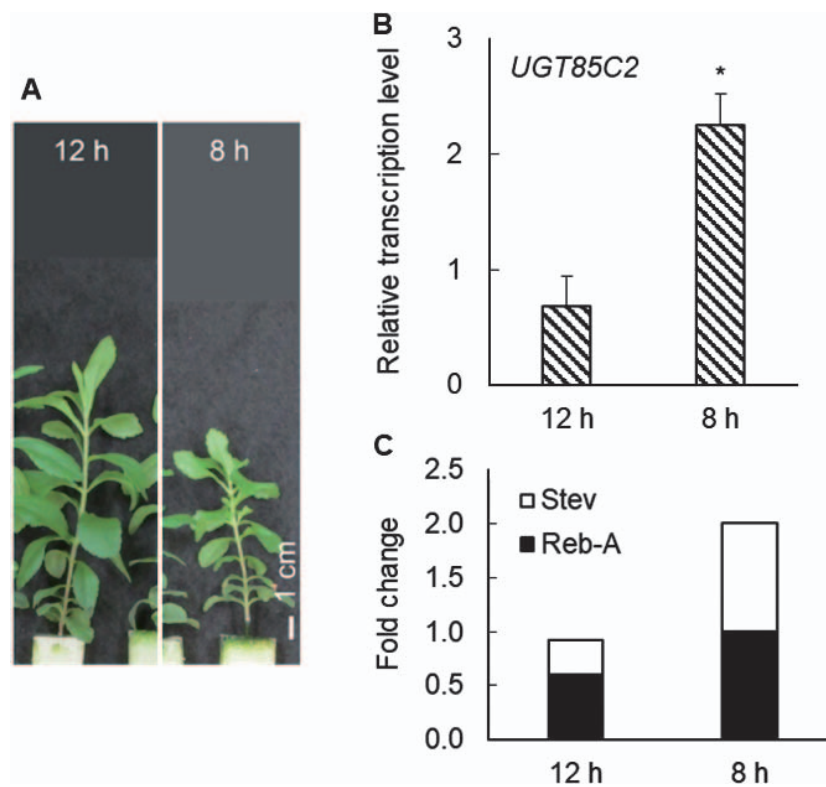 A
12 h
8 h
1 cm
B
Relative transcription level
3
2
1
0
UGT85C2
*
12 h
8 h
C
Fold change
2.5
2.0
1.5
1.0
0.5
0.0
Stev
Reb-A
12 h
8 h